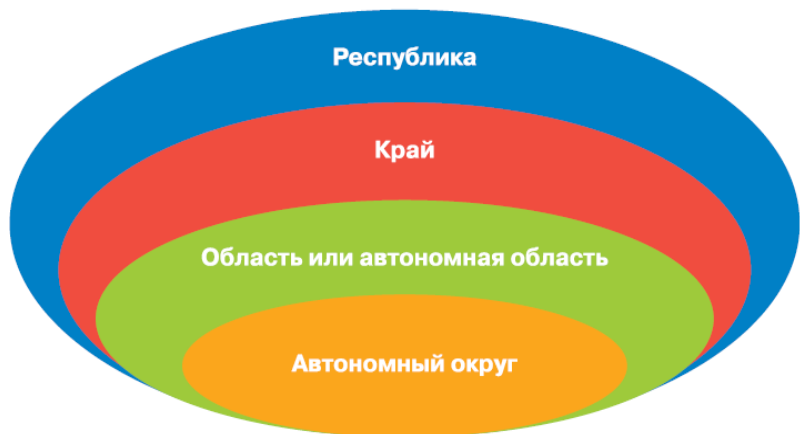 Республика
Край
Область или автономная область
Автономный округ